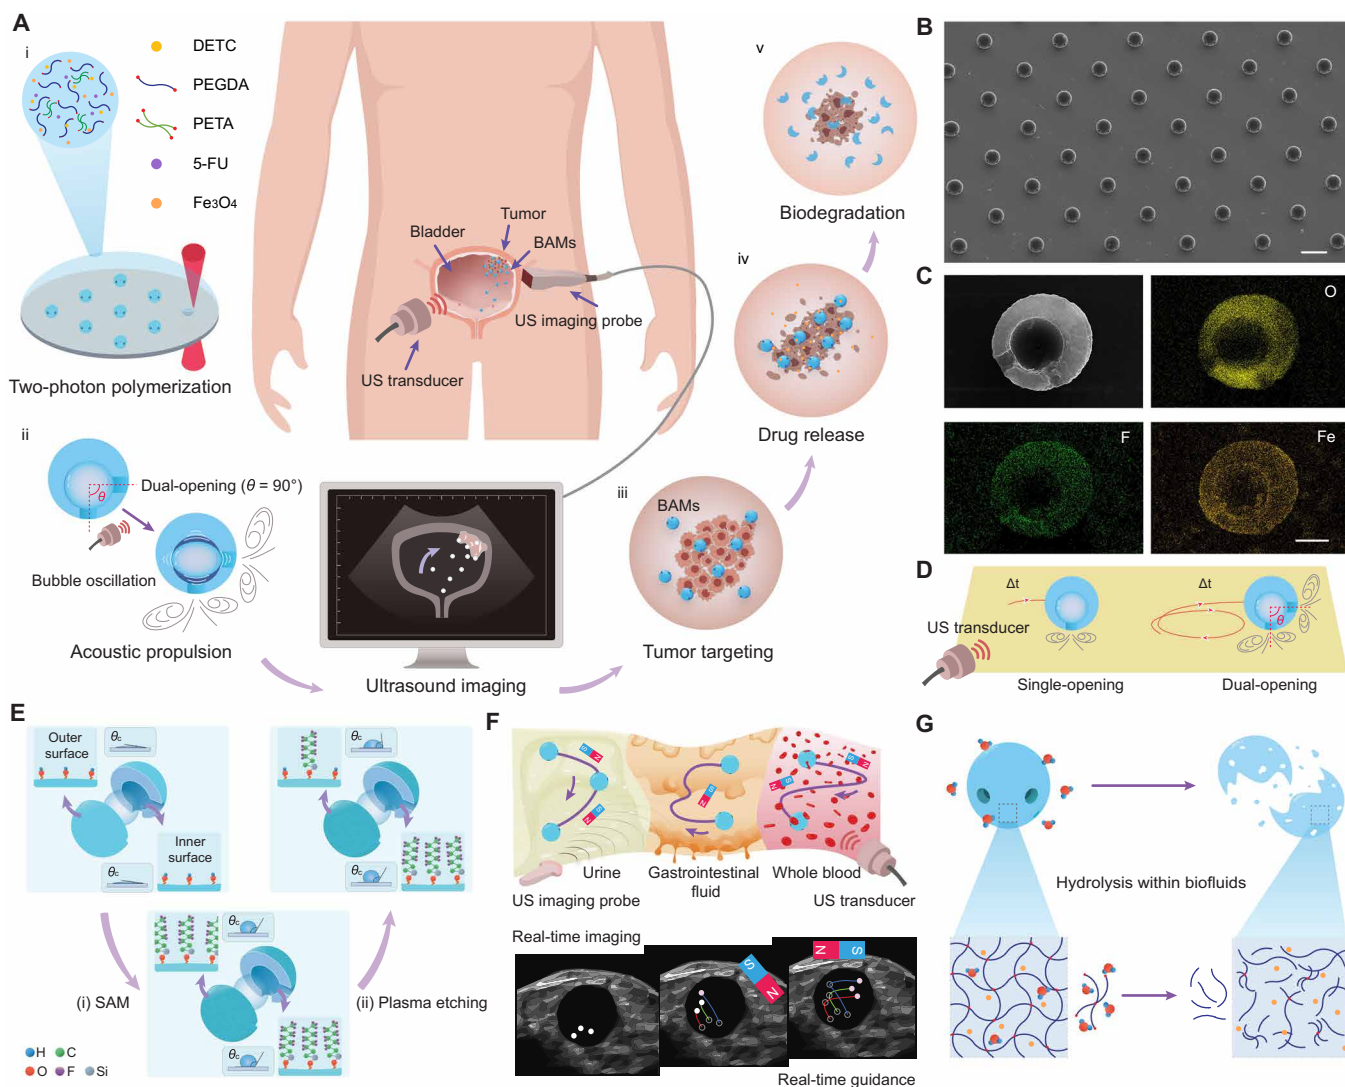 A
i
DETC
PEGDA
PETA
5-FU
Fe3O4
Two-photon polymerization
Tumor
Bladder
BAMs
US imaging probe
US transducer
v
Biodegradation
iv
Drug release
ii
θ
Dual-opening (θ = 90°)
Bubble oscillation
Acoustic propulsion
Ultrasound imaging
iii
BAMs
Tumor targeting
B
C
O
F
Fe
D
Δt
Δt
θ
US transducer
Single-opening
Dual-opening
E
Outer
surface
θc
θc
Inner
surface
θc
θc
θc
θc
(i) SAM
(ii) Plasma etching
H
C
O
F
Si
F
S
N
S
N
S
N
N
S
S
N
Urine
Gastrointestinal
fluid
Whole blood
US imaging probe
US transducer
Real-time imaging
S
N
N
S
Real-time guidance
G
Hydrolysis within biofluids